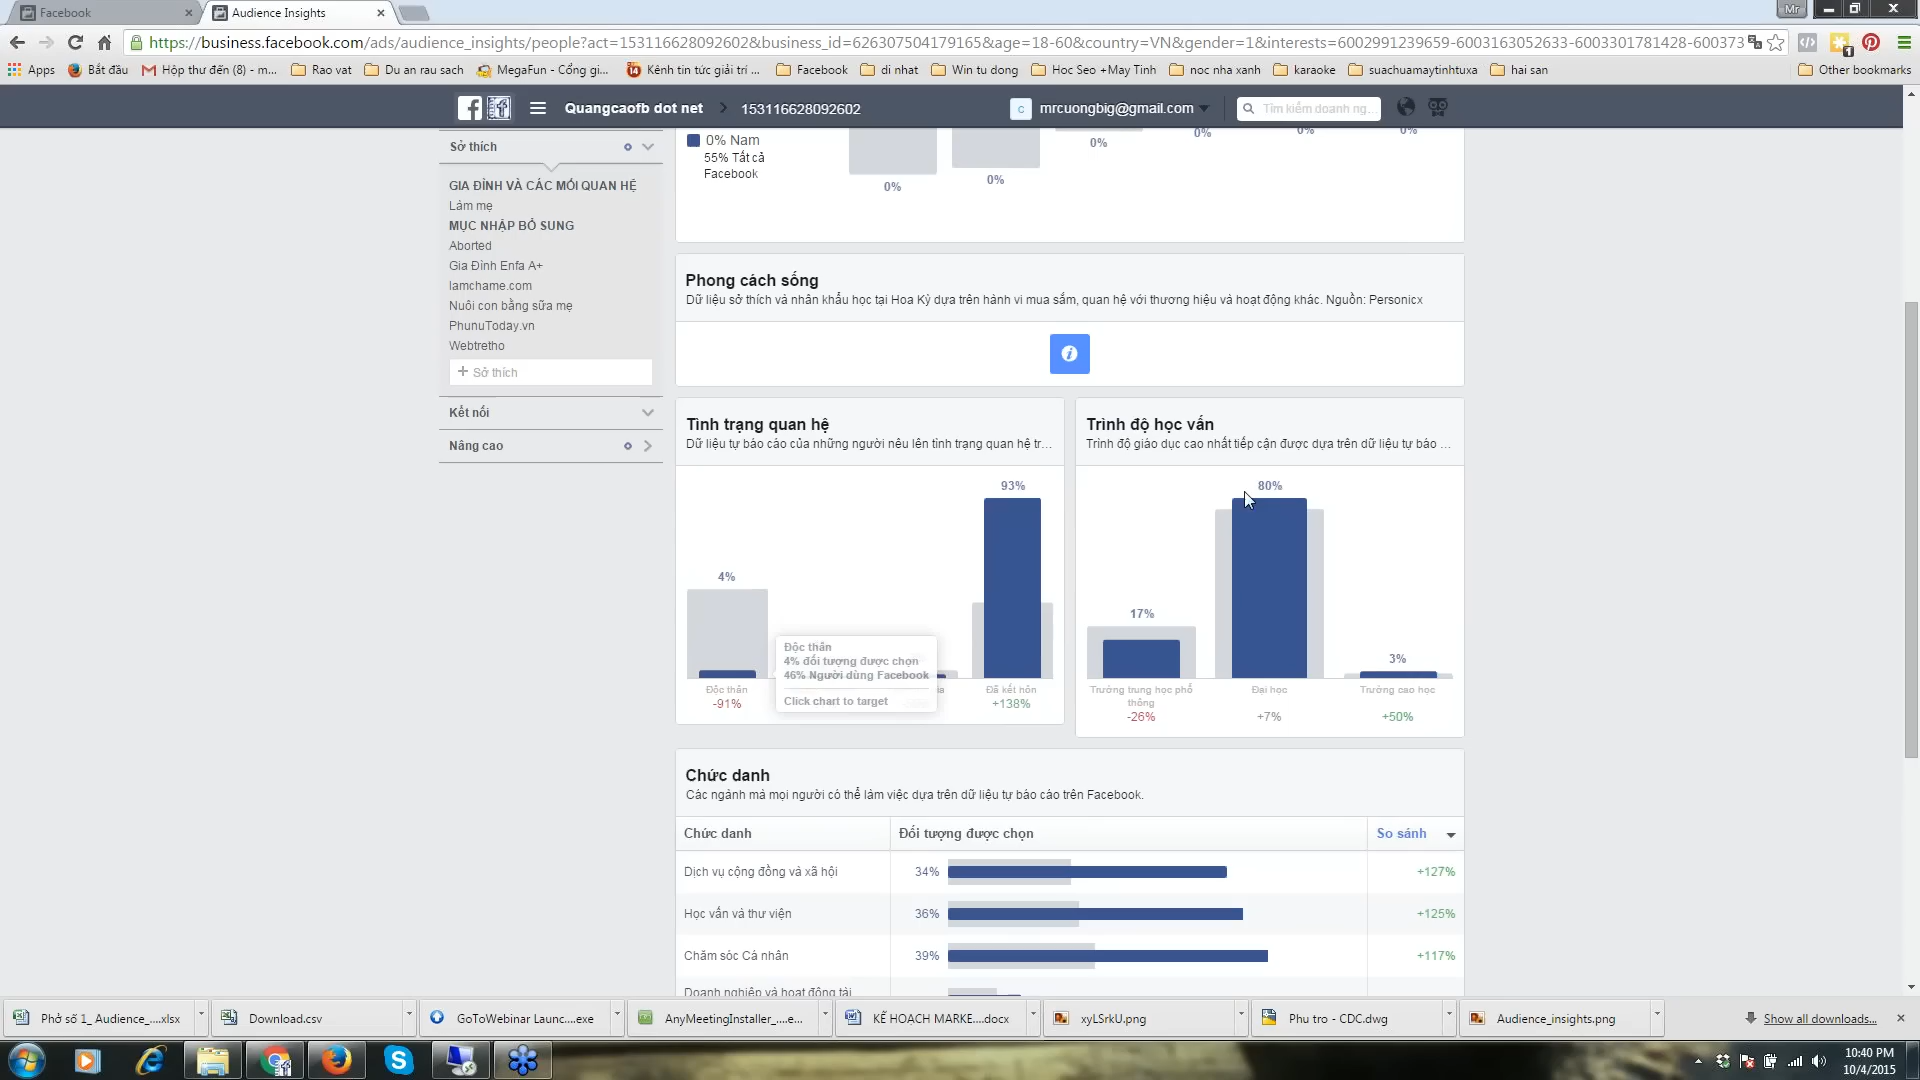 Facebook
Audience Insights
Mr
https://business.facebook.com/ads/audience_insights/people?act=153116628092602&business_id=626307504179165&age=18-60&country=VN&gender=1&interests=6002991239659-6003163052633-6003301781428-600373
Apps
Bắt đầu
Hộp thư đến (8) - m...
Rao vat
Du an rau sach
MegaFun - Cổng gi...
Kênh tin tức giải trí ...
Facebook
di nhat
Win tu dong
Hoc Seo +May Tinh
noc nha xanh
karaoke
suachuamaytinhtuxa
hai san
Other bookmarks
Quangcaofb dot net
153116628092602
c
mrcuongbig@gmail.com
Tìm kiếm doanh ng...
Sở thích
GIA ĐÌNH VÀ CÁC MỐI QUAN HỆ
Làm mẹ
MỤC NHẬP BỔ SUNG
Aborted
Gia Đình Enfa A+
lamchame.com
Nuôi con bằng sữa mẹ
PhunuToday.vn
Webtretho
+ Sở thích
Kết nối
Nâng cao
0% Nam
55% Tất cả
Facebook
0%
0%
0%
0%
0%
0%
Phong cách sống
Dữ liệu sở thích và nhân khẩu học tại Hoa Kỳ dựa trên hành vi mua sắm, quan hệ với thương hiệu và hoạt động khác. Nguồn: Personicx
Tình trạng quan hệ
Dữ liệu tự báo cáo của những người nêu lên tình trạng quan hệ tr...
4%
93%
Độc thân
4% đối tượng được chọn
46% Người dùng Facebook
Click chart to target
Độc thân
-91%
Đã kết hôn
+138%
Trình độ học vấn
Trình độ giáo dục cao nhất tiếp cận được dựa trên dữ liệu tự báo ...
17%
80%
3%
Trường trung học phổ
thông
-26%
Đại học
+7%
Trường cao học
+50%
Chức danh
Các ngành mà mọi người có thể làm việc dựa trên dữ liệu tự báo cáo trên Facebook.
Chức danh
Đối tượng được chọn
So sánh
Dịch vụ cộng đồng và xã hội
34%
+127%
Học vấn và thư viện
36%
+125%
Chăm sóc Cá nhân
39%
+117%
Doanh nghiệp và hoạt động tài
Phở số 1_ Audience_....xlsx
Download.csv
GoToWebinar Launc....exe
AnyMeetingInstaller_....e...
KẾ HOẠCH MARKE....docx
xyLSrkU.png
Phu tro - CDC.dwg
Audience_insights.png
Show all downloads...
10:40 PM
10/4/2015